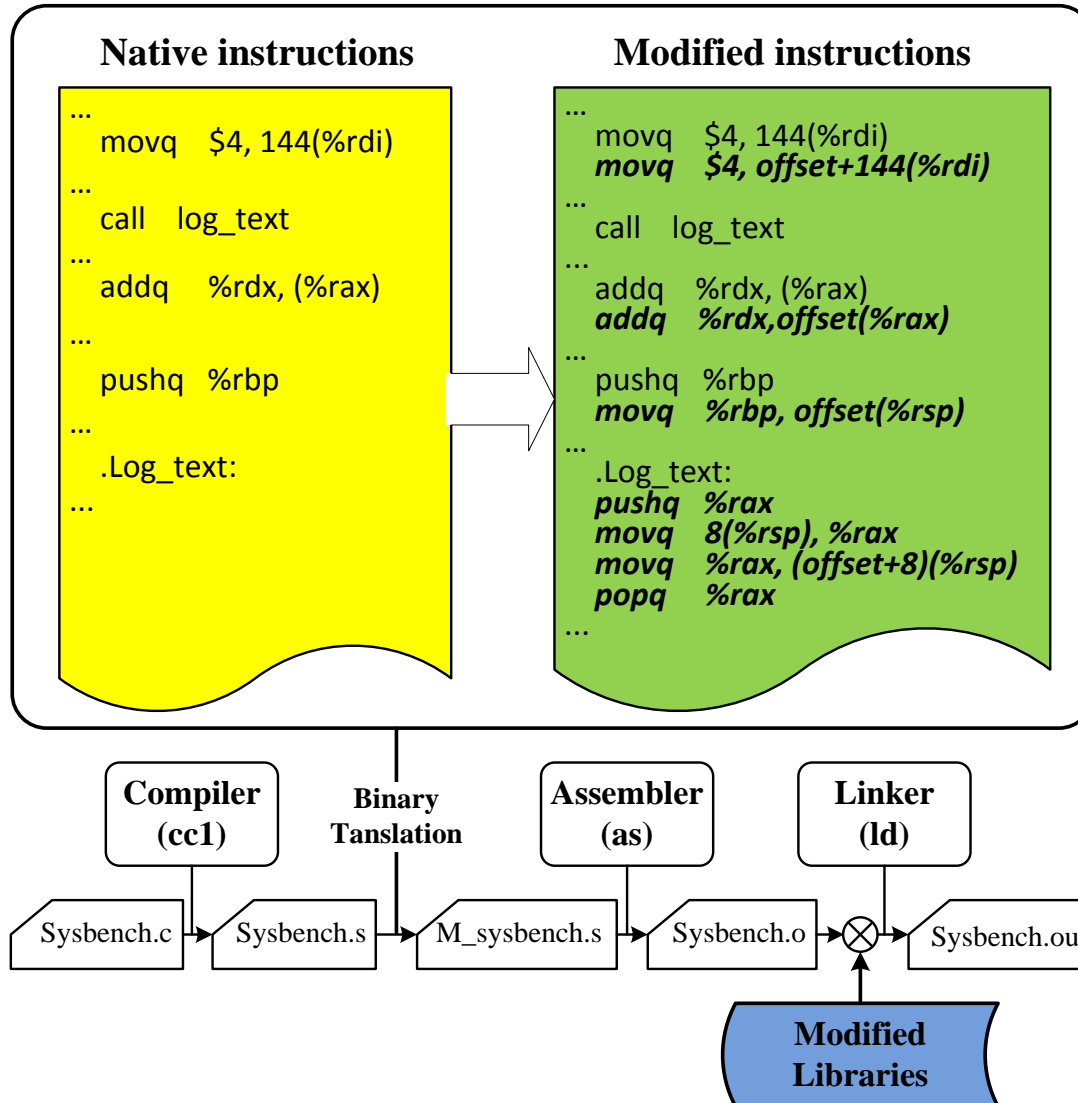 Native instructions
...
movq $4, 144(%rdi)
...
call log_text
...
addq %rdx, (%rax)
...
pushq %rbp
...
.Log_text:
...
Modified instructions
...
movq $4, 144(%rdi)
movq $4, offset+144(%rdi)
...
call log_text
...
addq %rdx, (%rax)
addq %rdx,offset(%rax)
...
pushq %rbp
movq %rbp, offset(%rsp)
...
.Log_text:
pushq %rax
movq 8(%rsp), %rax
movq %rax, (offset+8)(%rsp)
popq %rax
...
Compiler
(cc1)
Binary
Translation
Assembler
(as)
Linker
(ld)
Sysbench.c
Sysbench.s
M_sysbench.s
Sysbench.o
Sysbench.ou
Modified
Libraries